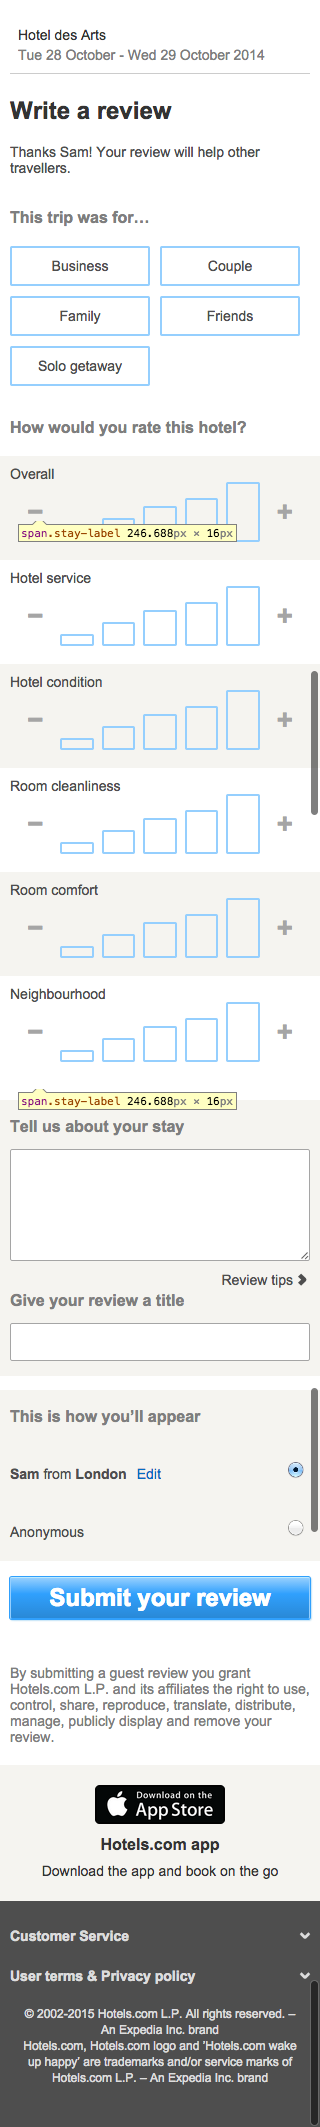 Hotel des Arts
Tue 28 October - Wed 29 October 2014
Write a review
Thanks Sam! Your review will help other
travellers.
This trip was for…
Business
Couple
Family
Friends
Solo getaway
How would you rate this hotel?
Overall
span.stay-label 246.688px × 16px
Hotel service
Hotel condition
Room cleanliness
Room comfort
Neighbourhood
span.stay-label 246.688px × 16px
Tell us about your stay
Review tips
Give your review a title
This is how you’ll appear
Sam from London Edit
Anonymous
Submit your review
By submitting a guest review you grant
Hotels.com L.P. and its affiliates the right to use,
control, share, reproduce, translate, distribute,
manage, publicly display and remove your
review.
Download on the
App Store
Hotels.com app
Download the app and book on the go
Customer Service
User terms & Privacy policy
© 2002-2015 Hotels.com L.P. All rights reserved. –
An Expedia Inc. brand
Hotels.com, Hotels.com logo and ‘Hotels.com wake
up happy’ are trademarks and/or service marks of
Hotels.com L.P. – An Expedia Inc. brand